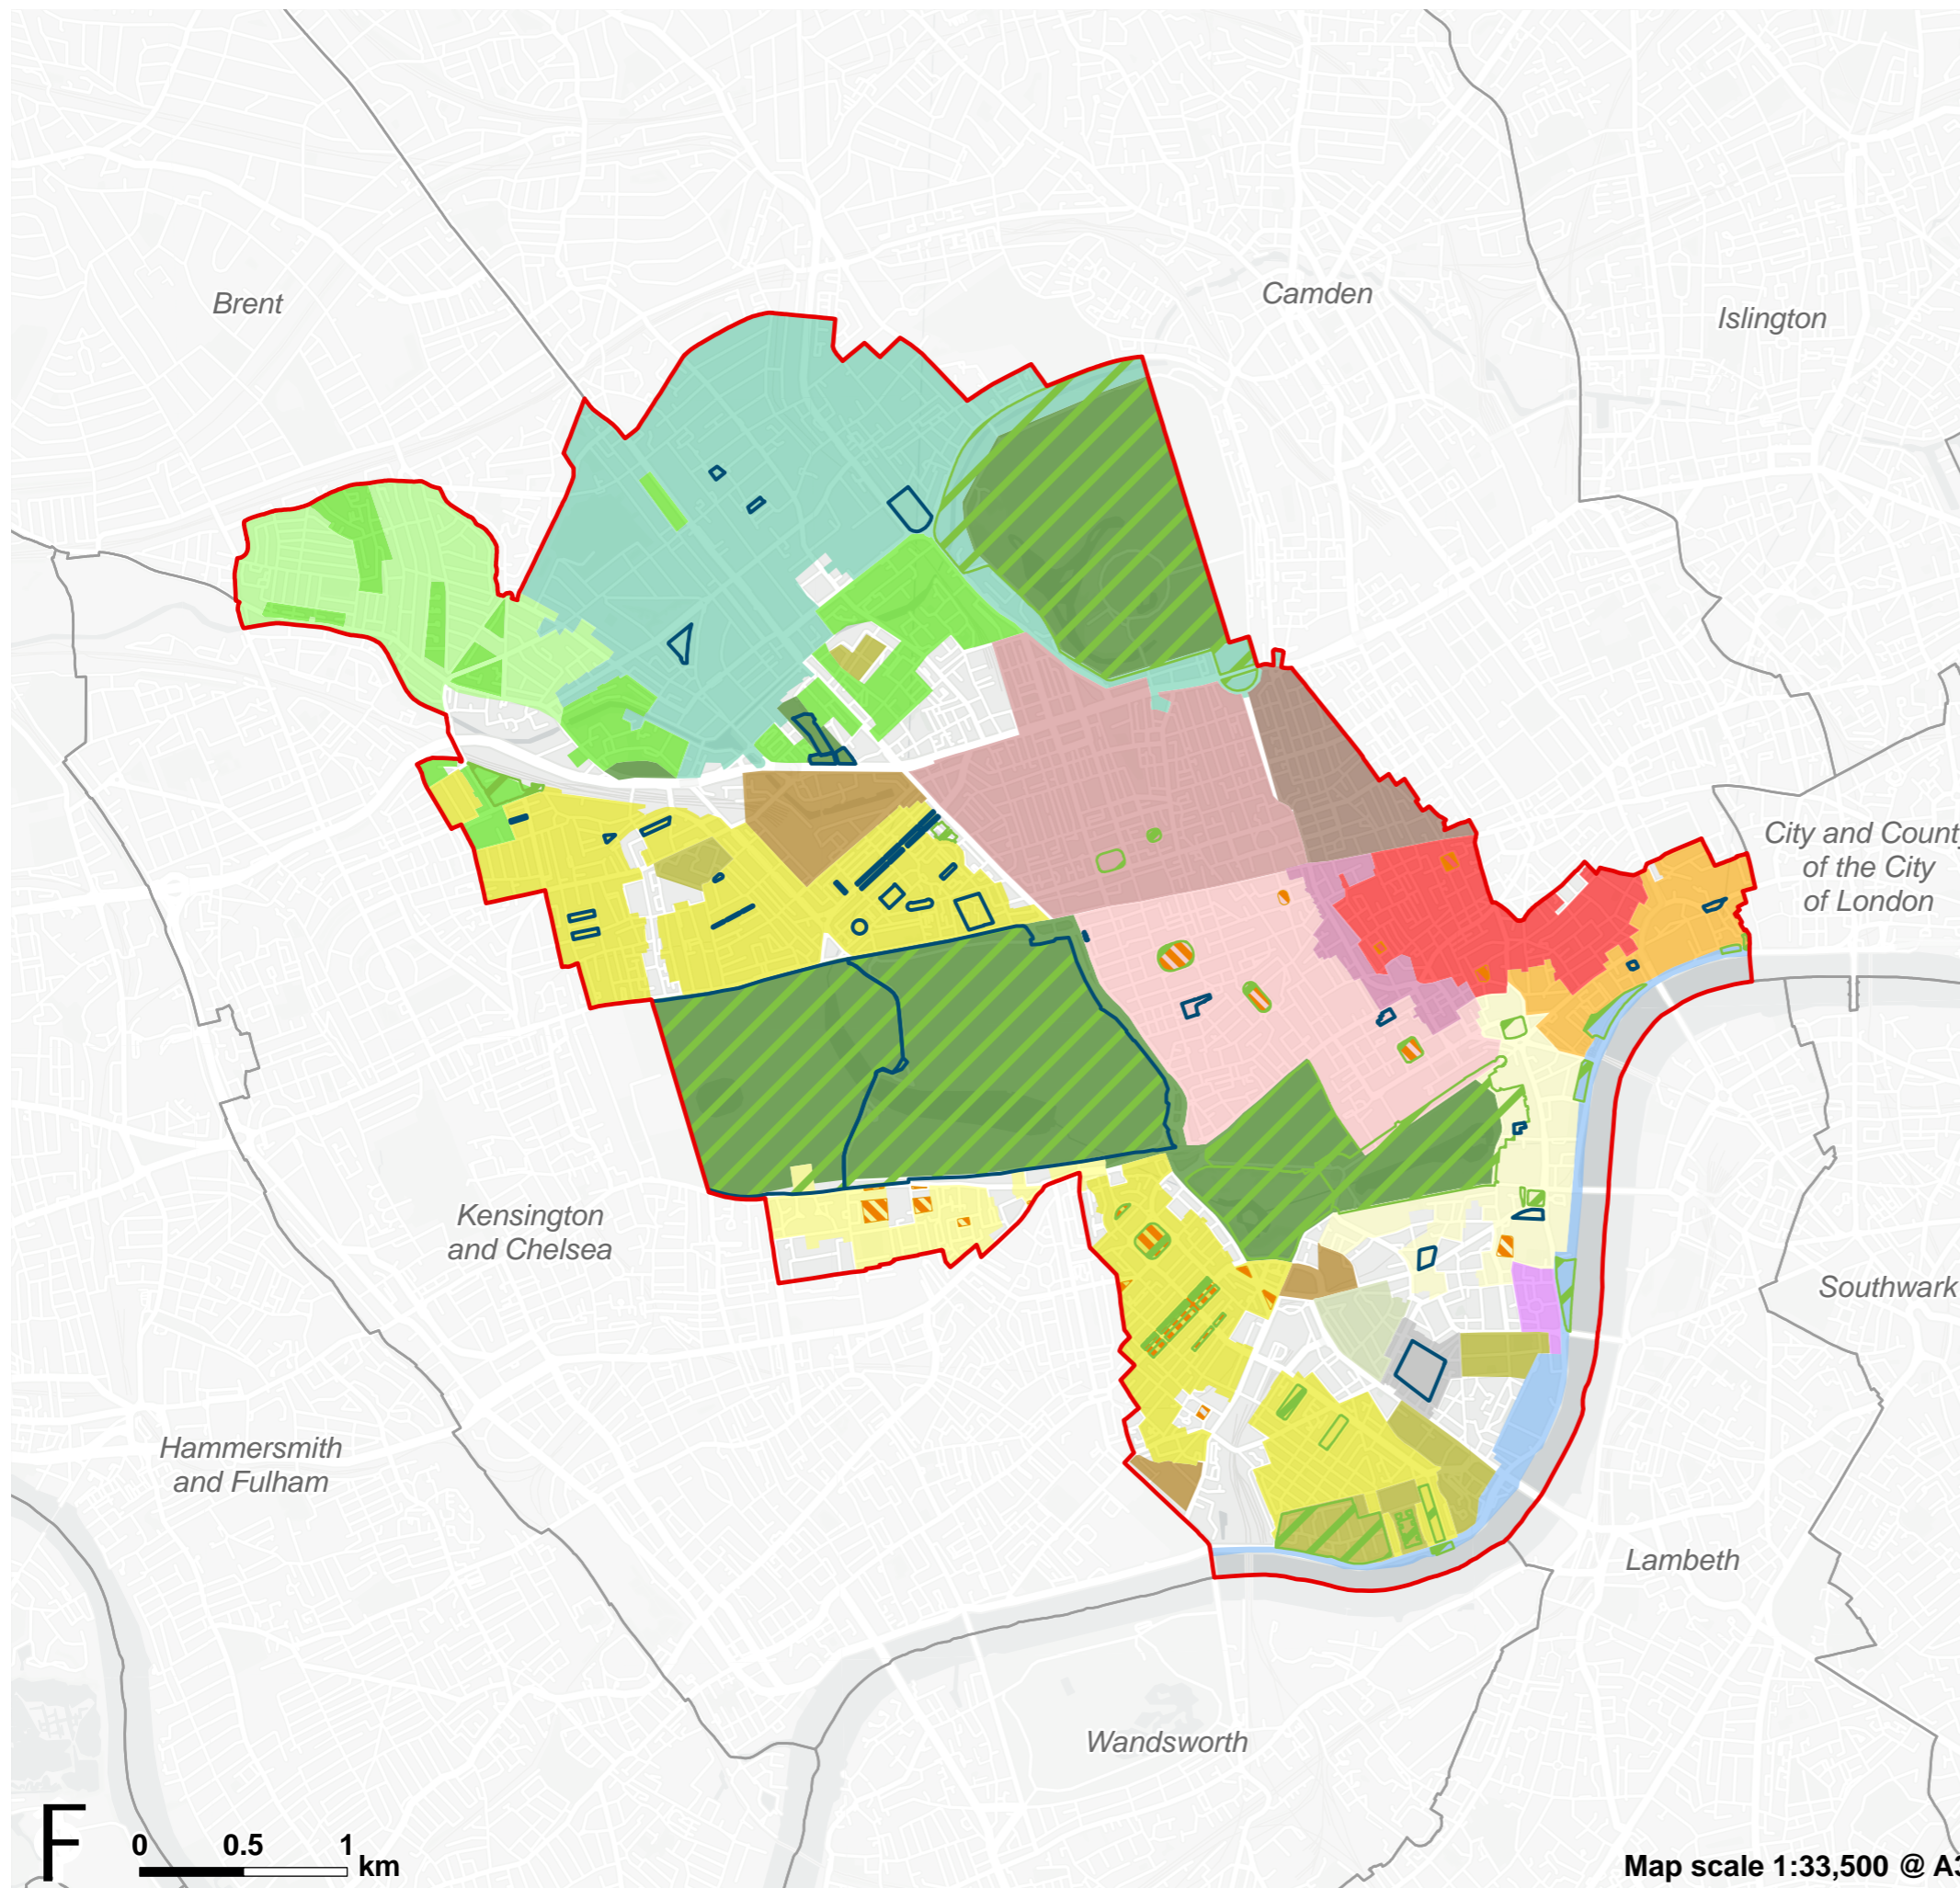 Brent
Camden
Islington
City and Count
of the City
of London
Kensington
and Chelsea
Southwark
Hammersmith
and Fulham
Lambeth
Wandsworth
F
0 0.5 1
km
Map scale 1:33,500 @ A3